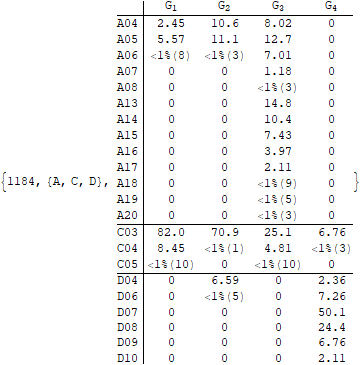 G1 G2 G3 G4
A04 2.45 10.6 8.02 0
A05 5.57 11.1 12.7 0
A06 <1%(8) <1%(3) 7.01 0
A07 0 0 1.18 0
A08 0 0 <1%(3) 0
A13 0 0 14.8 0
A14 0 0 10.4 0
A15 0 0 7.43 0
A16 0 0 3.97 0
A17 0 0 2.11 0
{1184, {A, C, D}, A18 0 0 <1%(9) 0 }
A19 0 0 <1%(5) 0
A20 0 0 <1%(3) 0
C03 82.0 70.9 25.1 6.76
C04 8.45 <1%(1) 4.81 <1%(3)
C05 <1%(10) 0 <1%(10) 0
D04 0 6.59 0 2.36
D06 0 <1%(5) 0 7.26
D07 0 0 0 50.1
D08 0 0 0 24.4
D09 0 0 0 6.76
D10 0 0 0 2.11